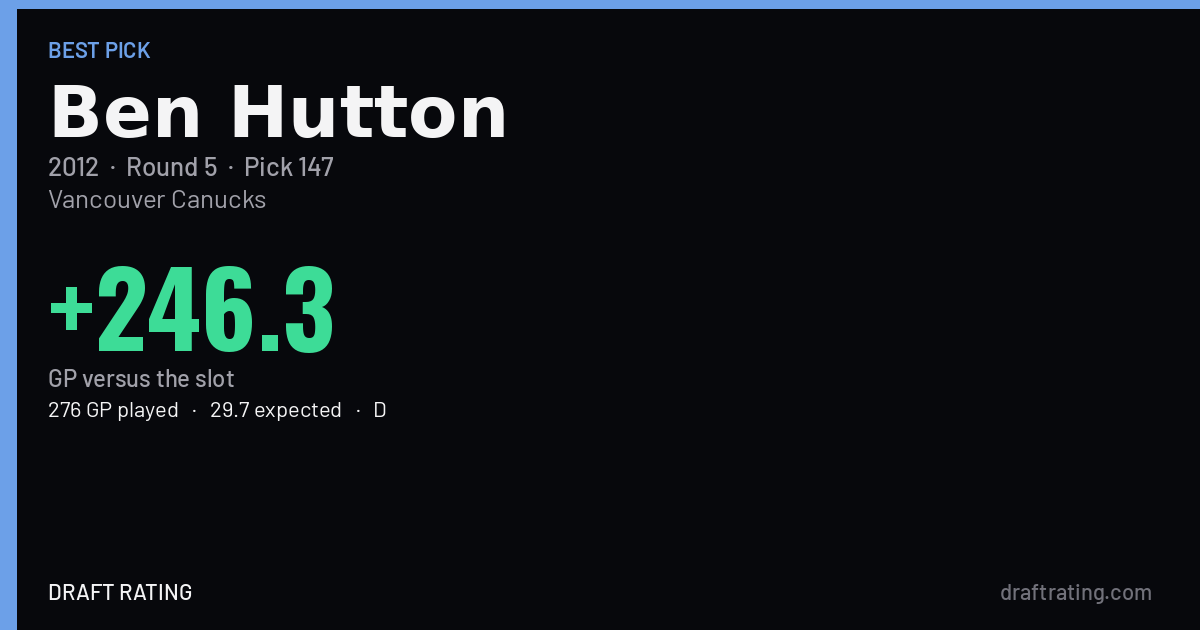 BEST PICK
Ben Hutton
2012 · Round 5 · Pick 147
Vancouver Canucks
+246.3
GP versus the slot
276 GP played · 29.7 expected · D
DRAFT RATING
draftrating.com